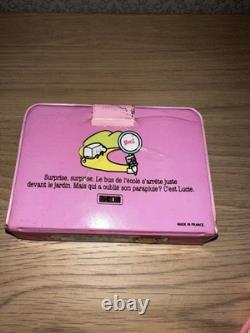 Surprise, surprise. Le bus de l'école s'arrête juste
devant le jardin. Mais qui a oublié son parapluie? C'est Lucie.
MADE IN FRANCE
ebay